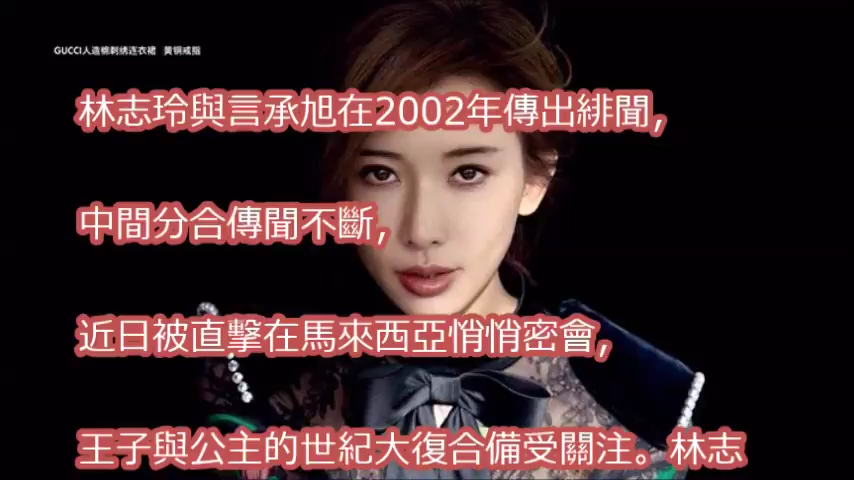 GUCCI人造棉刺绣连衣裙 黄铜戒指
林志玲與言承旭在2002年傳出緋聞，
中間分合傳聞不斷，
近日被直擊在馬來西亞悄悄密會，
王子與公主的世紀大復合備受關注。林志